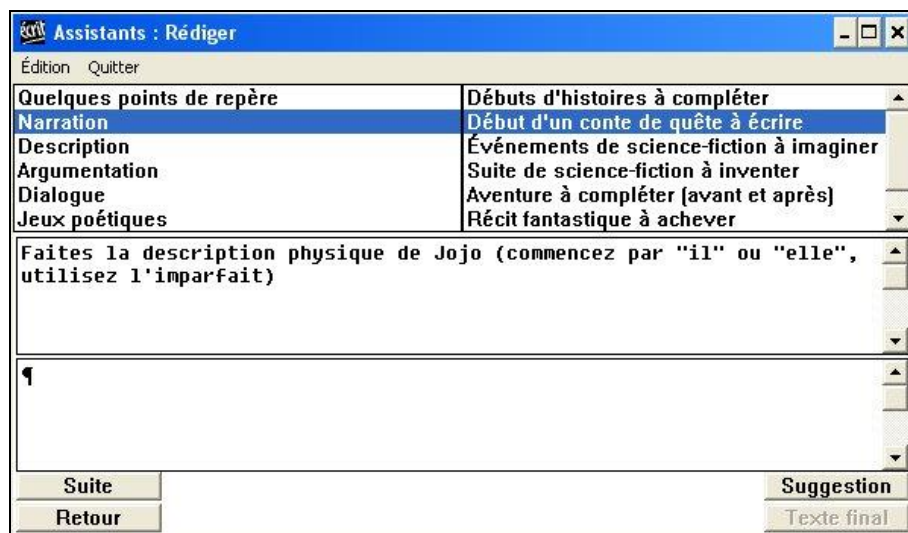 écrit Assistants : Rédiger
Édition Quitter
Quelques points de repère
Narration
Description
Argumentation
Dialogue
Jeux poétiques
Débuts d'histoires à compléter
Début d'un conte de quête à écrire
Événements de science-fiction à imaginer
Suite de science-fiction à inventer
Aventure à compléter (avant et après)
Récit fantastique à achever
Faites la description physique de Jojo (commencez par "il" ou "elle",
utilisez l'imparfait)
¶
Suite
Suggestion
Retour
Texte final